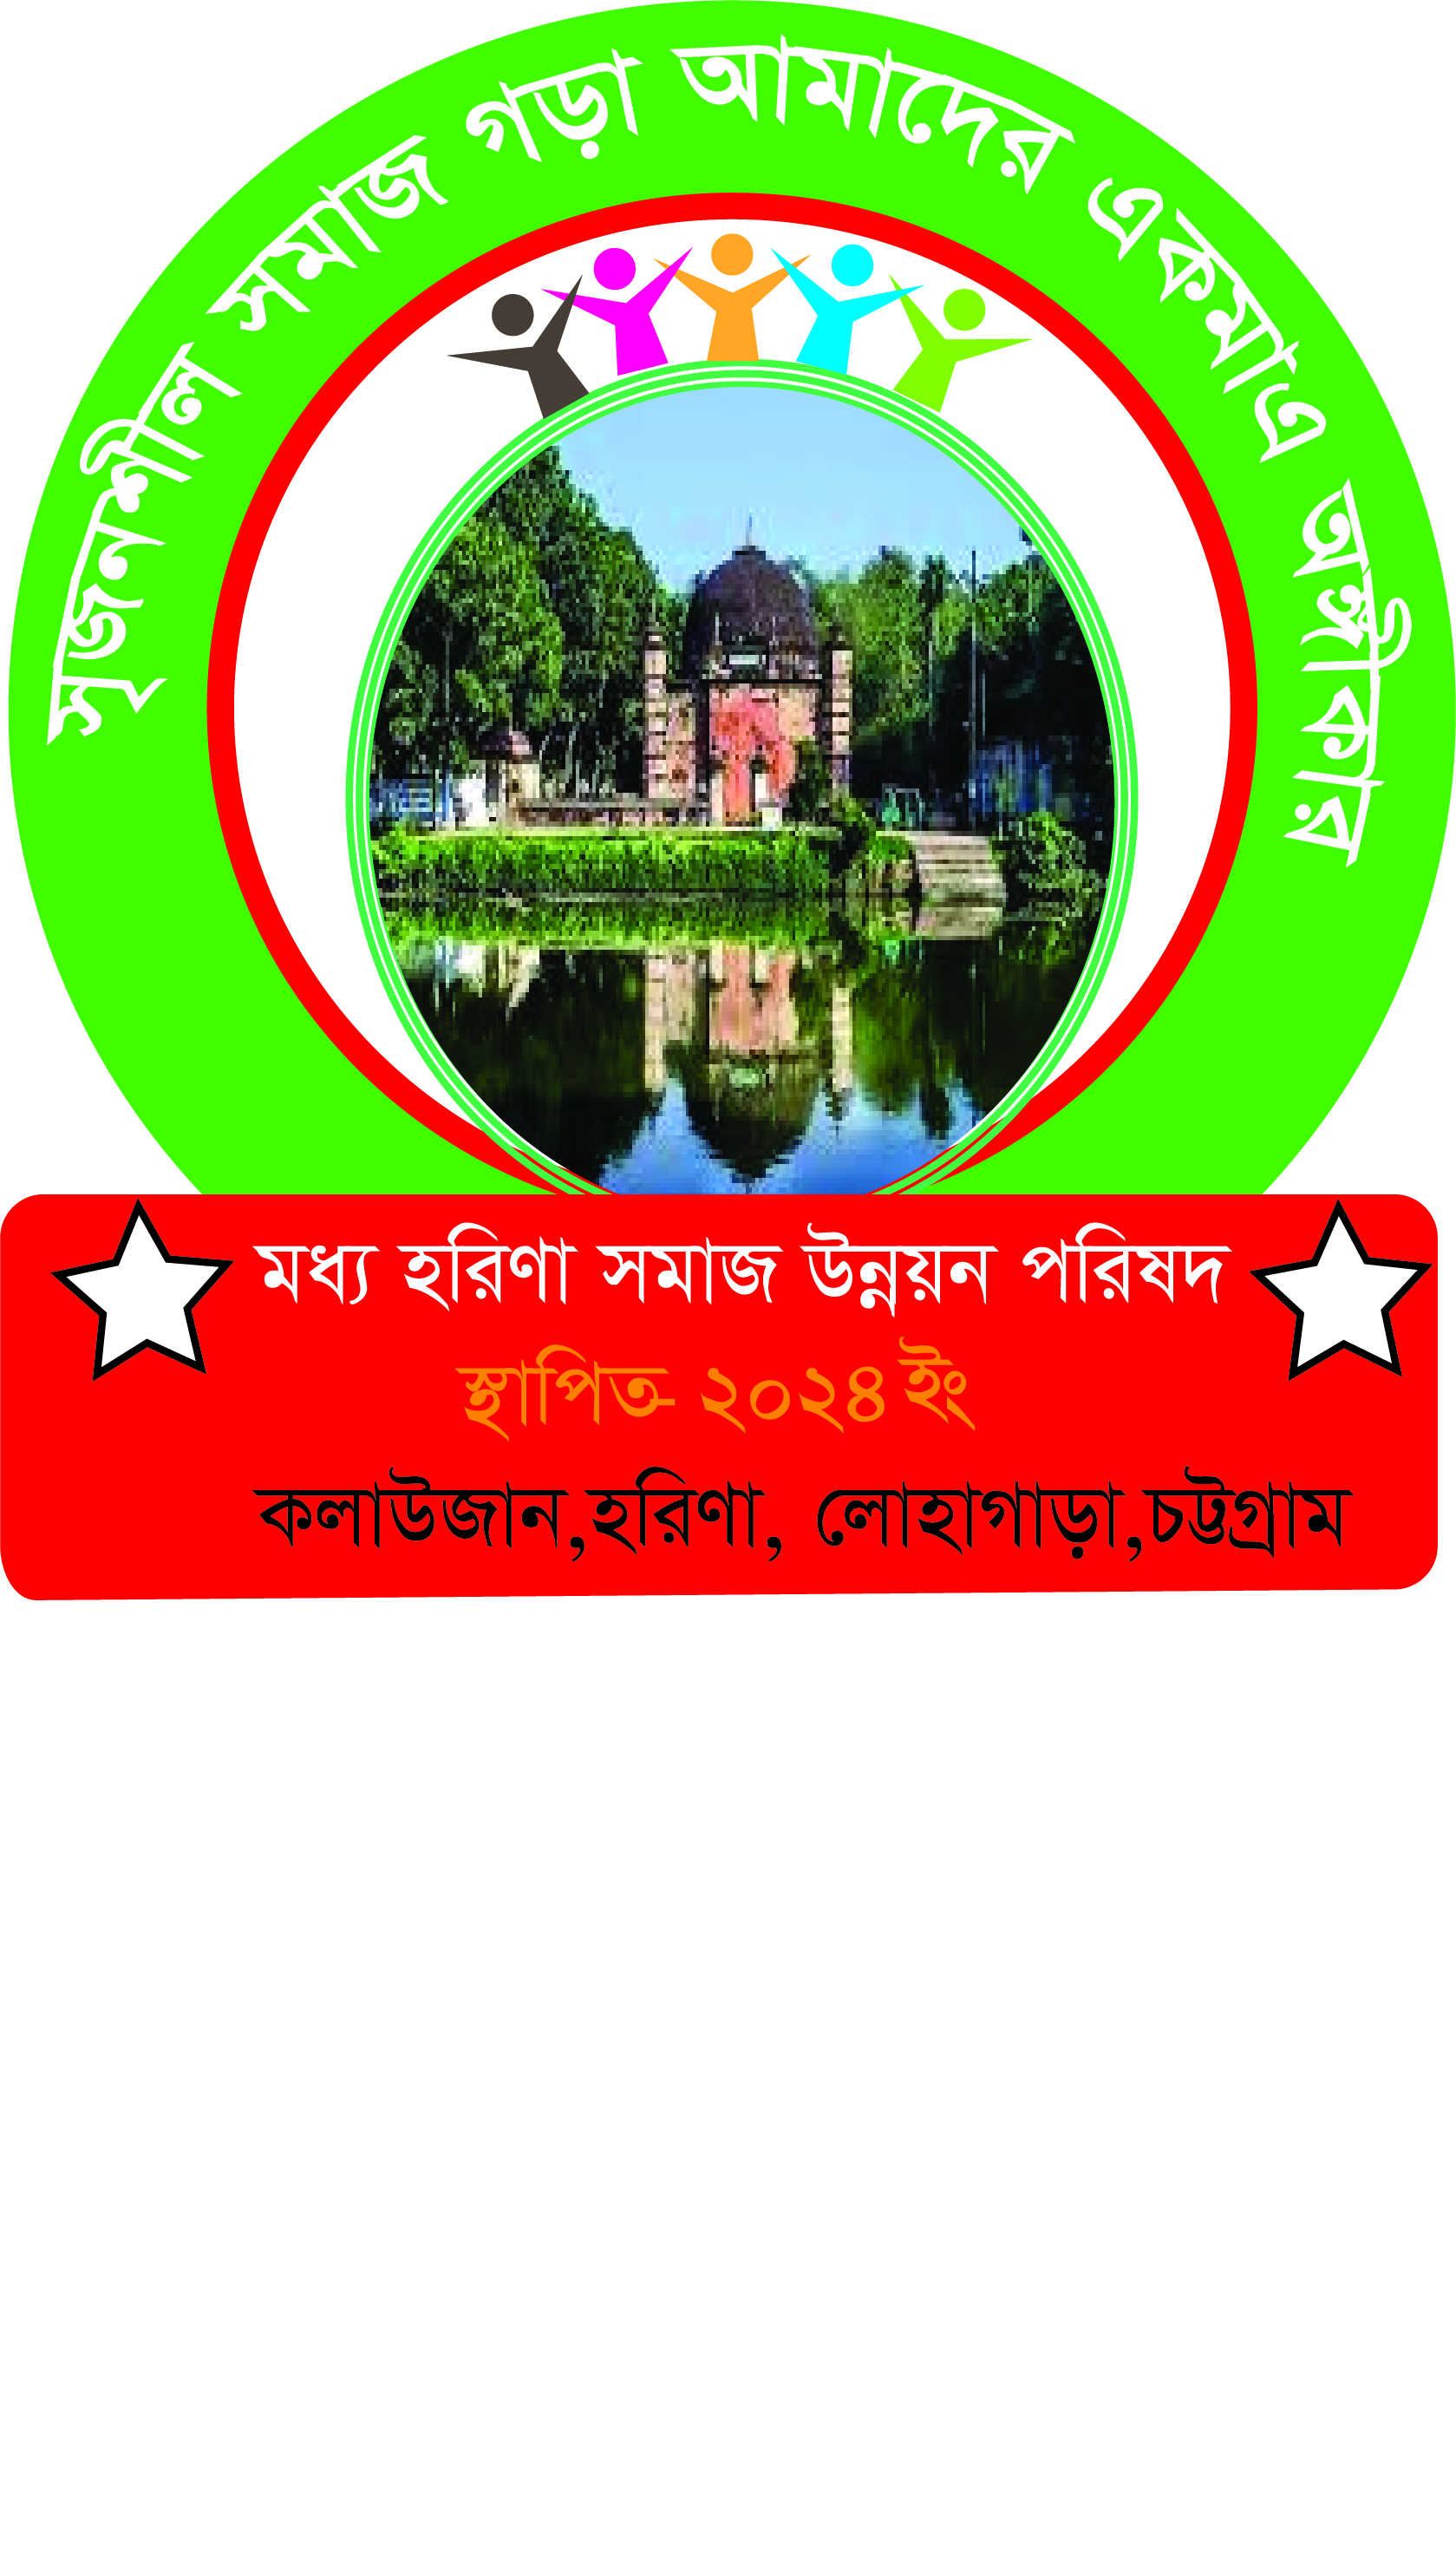 সৃজনশীল সমাজ গড়া আমাদের একমাত্র অঙ্গীকার
মধ্য হরিণা সমাজ উন্নয়ন পরিষদ
স্থাপিত- ২০২৪ ইং
কলাউজান,হরিণা, লোহাগাড়া,চট্টগ্রাম